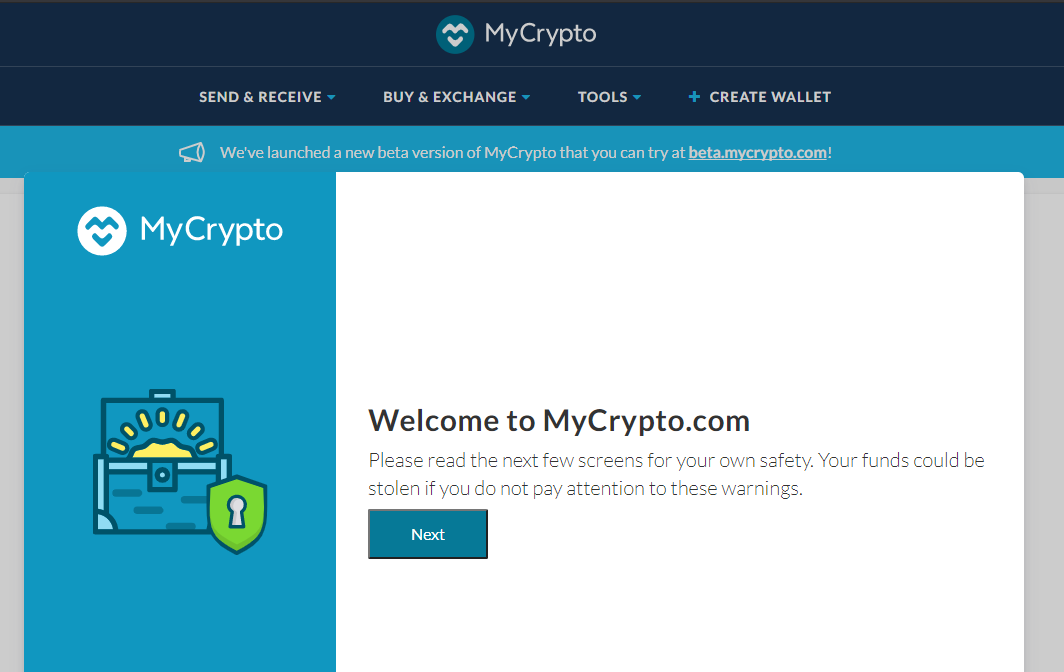 MyCrypto
SEND & RECEIVE
BUY & EXCHANGE
TOOLS
+ CREATE WALLET
We've launched a new beta version of MyCrypto that you can try at beta.mycrypto.com!
MyCrypto
Welcome to MyCrypto.com
Please read the next few screens for your own safety. Your funds could be
stolen if you do not pay attention to these warnings.
Next